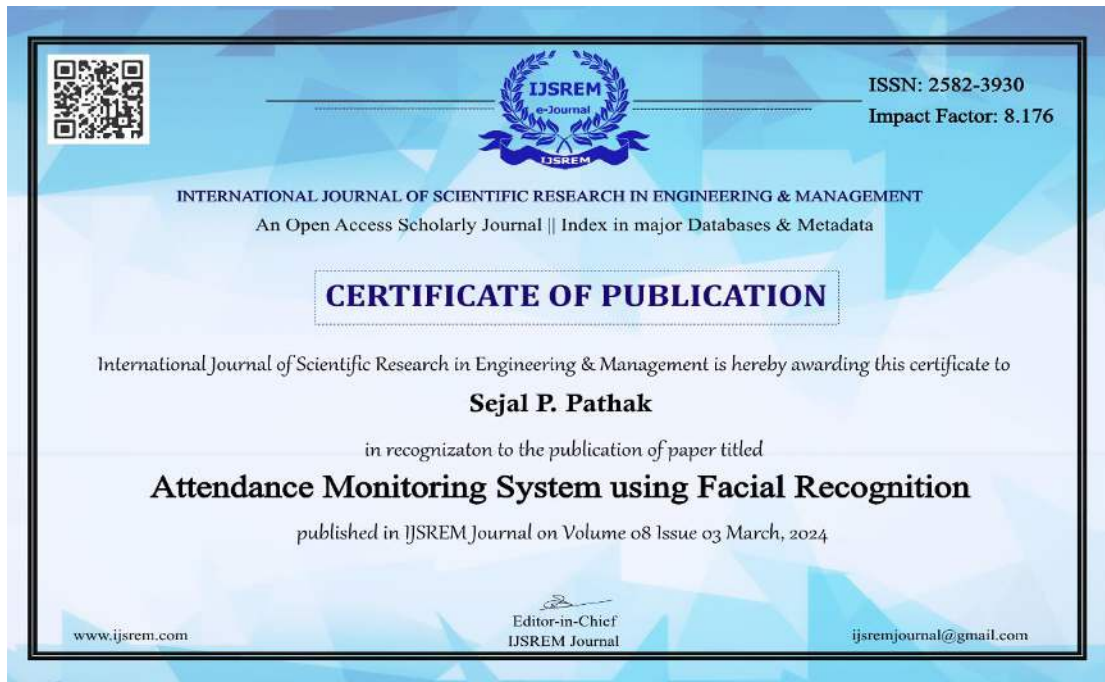 IJSREM
e-Journal
IJSREM
ISSN: 2582-3930
Impact Factor: 8.176
INTERNATIONAL JOURNAL OF SCIENTIFIC RESEARCH IN ENGINEERING & MANAGEMENT
An Open Access Scholarly Journal || Index in major Databases & Metadata
CERTIFICATE OF PUBLICATION
International Journal of Scientific Research in Engineering & Management is hereby awarding this certificate to
Sejal P. Pathak
in recognizaton to the publication of paper titled
Attendance Monitoring System using Facial Recognition
published in IJSREM Journal on Volume 08 Issue 03 March, 2024
www.ijsrem.com
Editor-in-Chief
IJSREM Journal
ijsremjournal@gmail.com